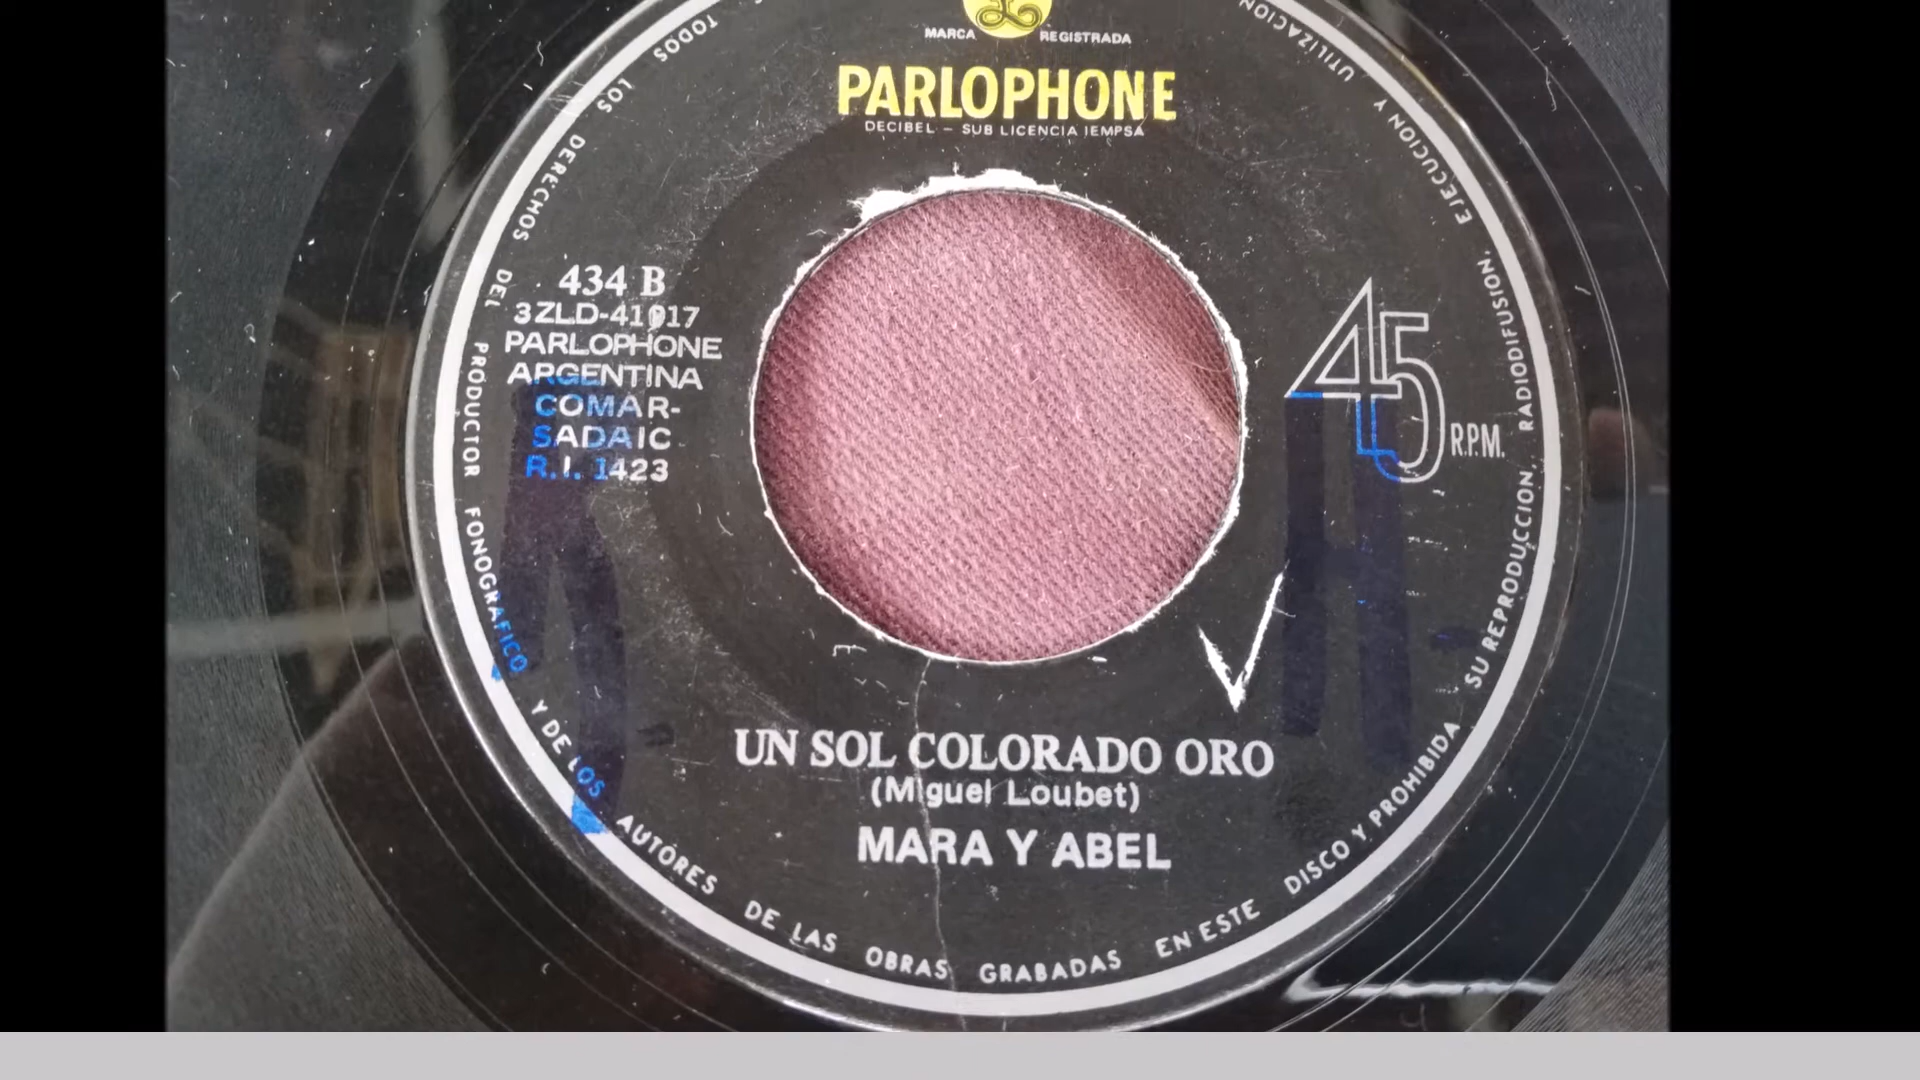 MARCA REGISTRADA
PARLOPHONE
DECIBEL – SUB LICENCIA IEMPSA
434 B
3ZLD-41917
PARLOPHONE
ARGENTINA
COMAR-
SADAIC
R.I. 1423
45 R.P.M.
UN SOL COLORADO ORO
(Miguel Loubet)
MARA Y ABEL
TODOS LOS DERECHOS DEL PRODUCTOR FONOGRAFICO Y DE LOS AUTORES DE LAS OBRAS GRABADAS EN ESTE DISCO Y PROHIBIDA SU REPRODUCCION, RADIODIFUSION, EJECUCION Y UTILIZACION